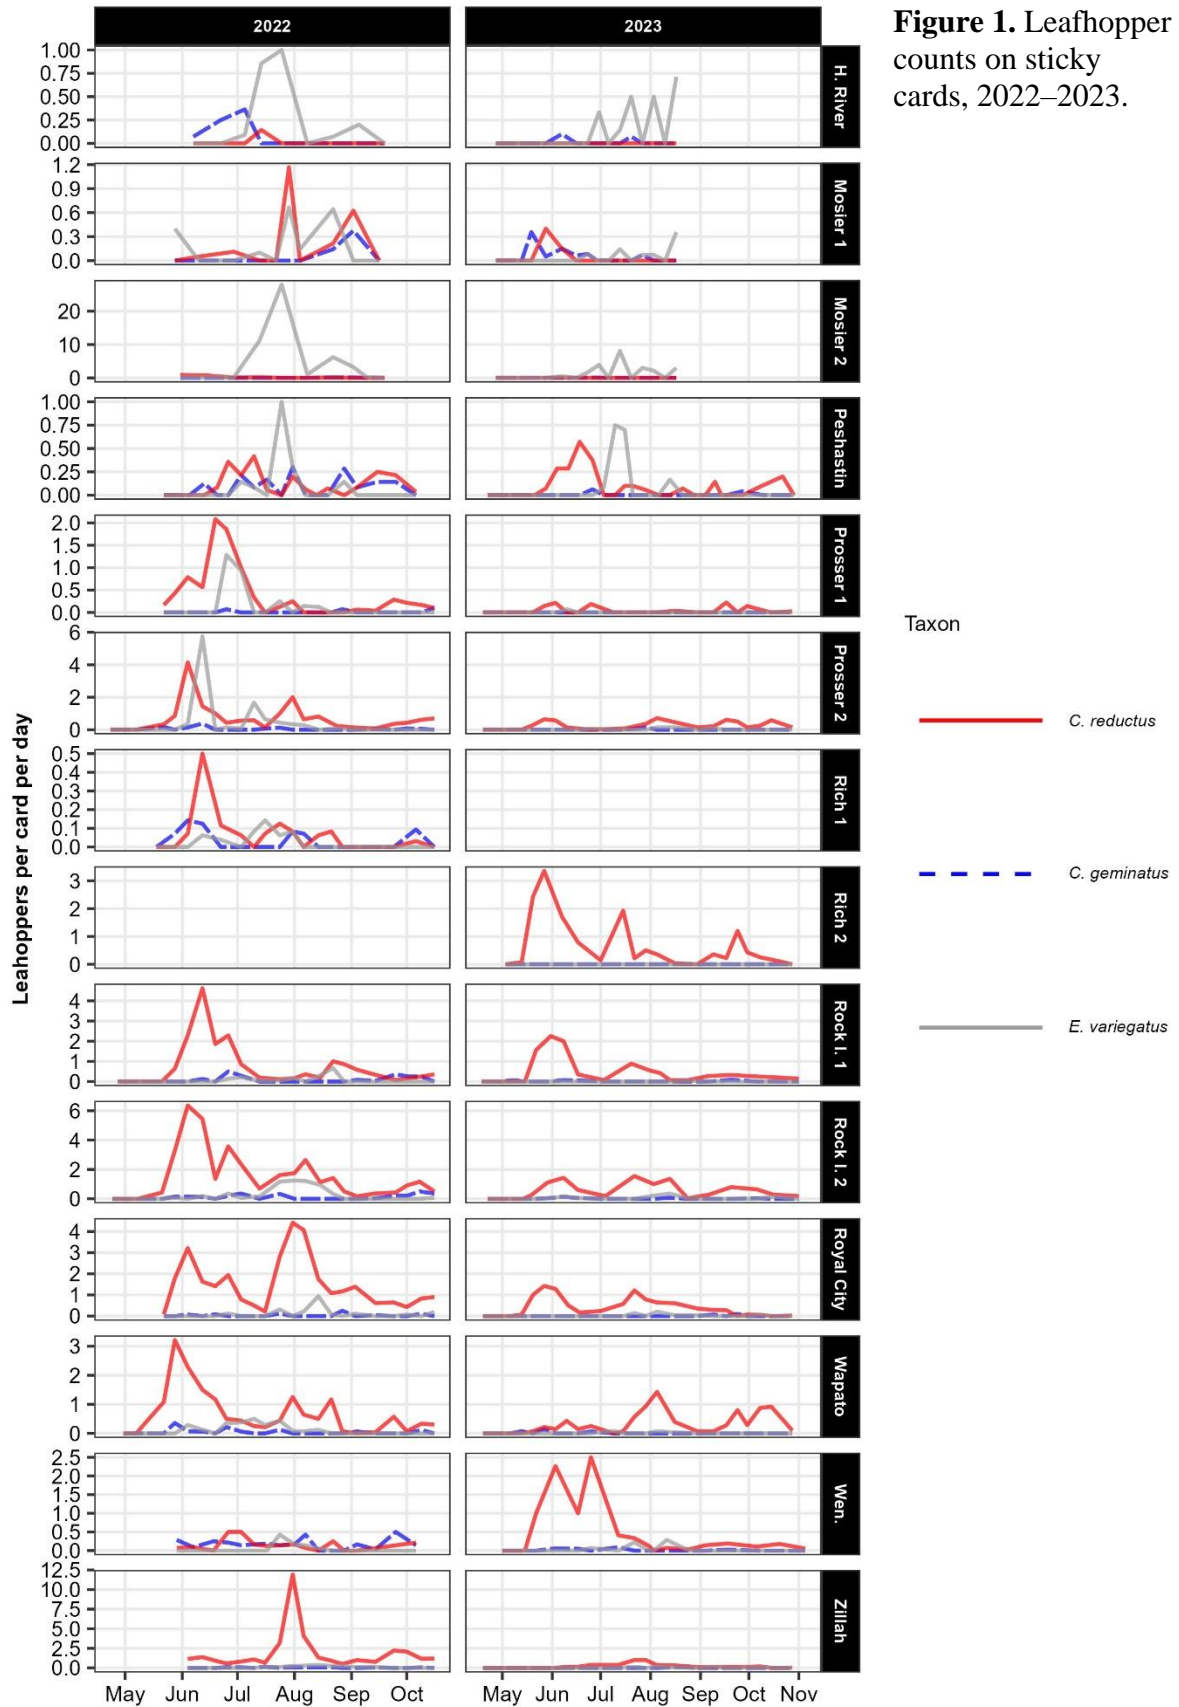 2022
2023
Figure 1. Leafhopper
counts on sticky
cards, 2022–2023.
Leahoppers per card per day
1.00
0.75
0.50
0.25
0.00
H. River
1.2
0.9
0.6
0.3
0.0
Mosier 1
20
10
0
Mosier 2
1.00
0.75
0.50
0.25
0.00
Peshastin
2.0
1.5
1.0
0.5
0.0
Prosser 1
6
4
2
0
Prosser 2
0.5
0.4
0.3
0.2
0.1
0.0
Rich 1
3
2
1
0
Rich 2
4
3
2
1
0
Rock I. 1
6
4
2
0
Rock I. 2
4
3
2
1
0
Royal City
3
2
1
0
Wapato
2.5
2.0
1.5
1.0
0.5
0.0
Wen.
12.5
10.0
7.5
5.0
2.5
0.0
Zillah
May Jun Jul Aug Sep Oct
May Jun Jul Aug Sep Oct Nov
Taxon
C. reductus
C. geminatus
E. variegatus